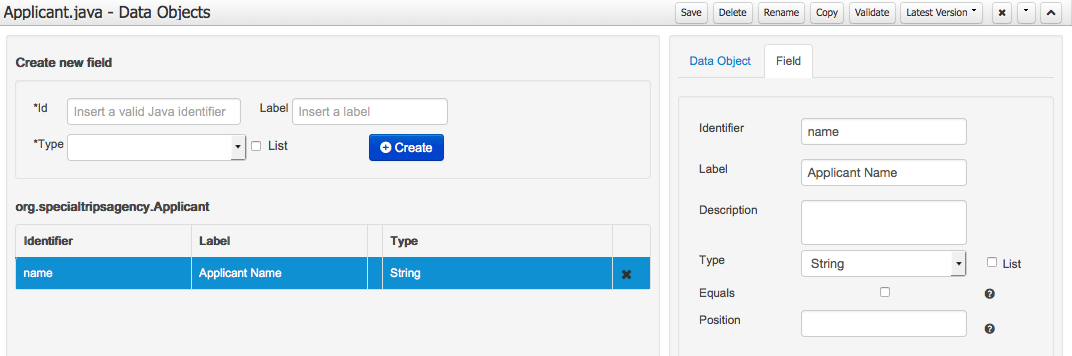 Applicant.java - Data Objects
Save Delete Rename Copy Validate Latest Version
Create new field
*Id Insert a valid Java identifier Label Insert a label
*Type List Create
org.specialtripsagency.Applicant
Identifier Label Type
name Applicant Name String
Data Object Field
Identifier name
Label Applicant Name
Description
Type String List
Equals
Position